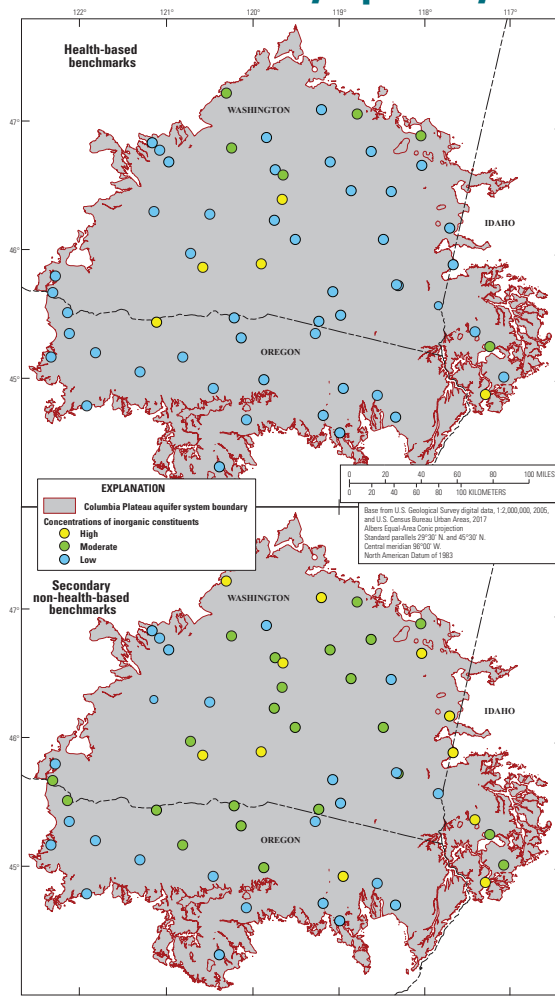 122° 121° 120° 119° 118° 117°
Health-based
benchmarks
WASHINGTON
47°
IDAHO
46°
OREGON
45°
0 20 40 60 80 100 MILES
0 20 40 60 80 100 KILOMETERS
EXPLANATION
Columbia Plateau aquifer system boundary
Concentrations of inorganic constituents
High
Moderate
Low
Base from U.S. Geological Survey digital data, 1:2,000,000, 2005,
and U.S. Census Bureau Urban Areas, 2017
Albers Equal-Area Conic projection
Standard parallels 29°30' N. and 45°30' N.
Central meridian 96°00' W.
North American Datum of 1983
Secondary
non-health-based
benchmarks
WASHINGTON
47°
IDAHO
46°
OREGON
45°